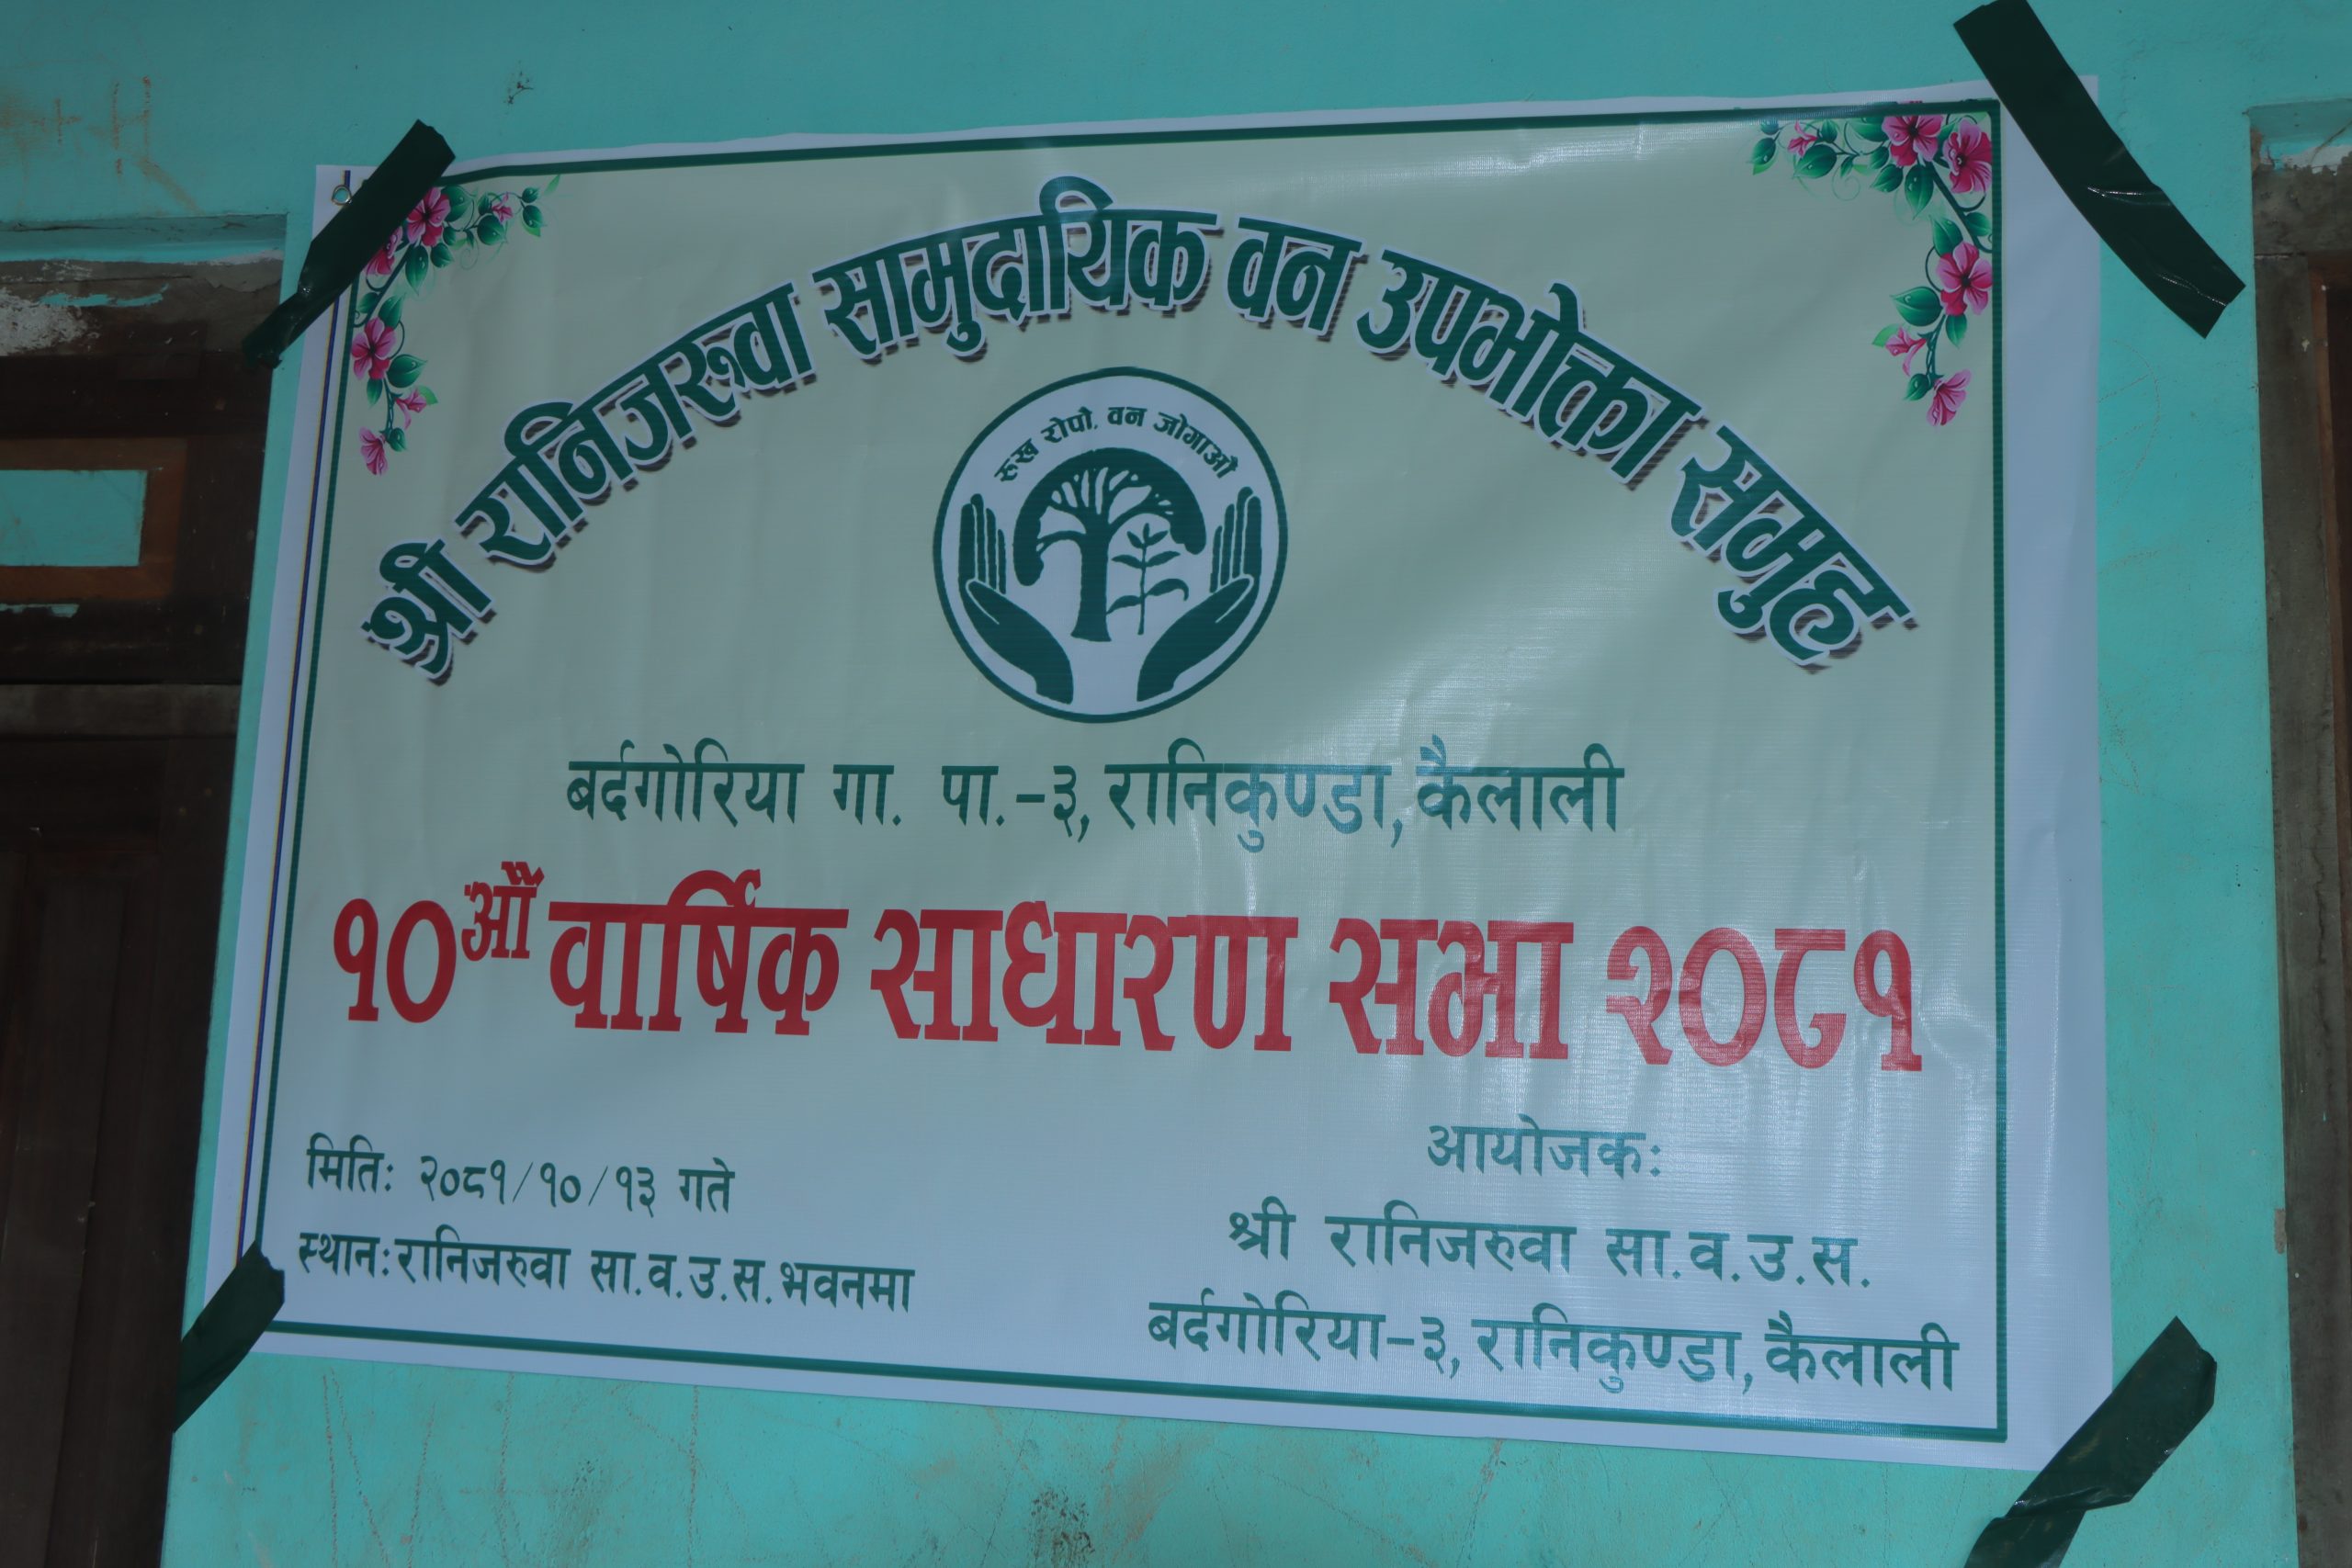 श्री रानिजरुवा सामुदायिक वन उपभोक्ता समुह
रुख रोपौ, वन जोगाऔ
बर्दगोरिया गा. पा.-३, रानिकुण्डा, कैलाली
१०औं वार्षिक साधारण सभा २०८१
मितिः २०८१/१०/१३ गते
स्थानः रानिजरुवा सा.व.उ.स. भवनमा
आयोजकः
श्री रानिजरुवा सा.व.उ.स.
बर्दगोरिया-३, रानिकुण्डा, कैलाली